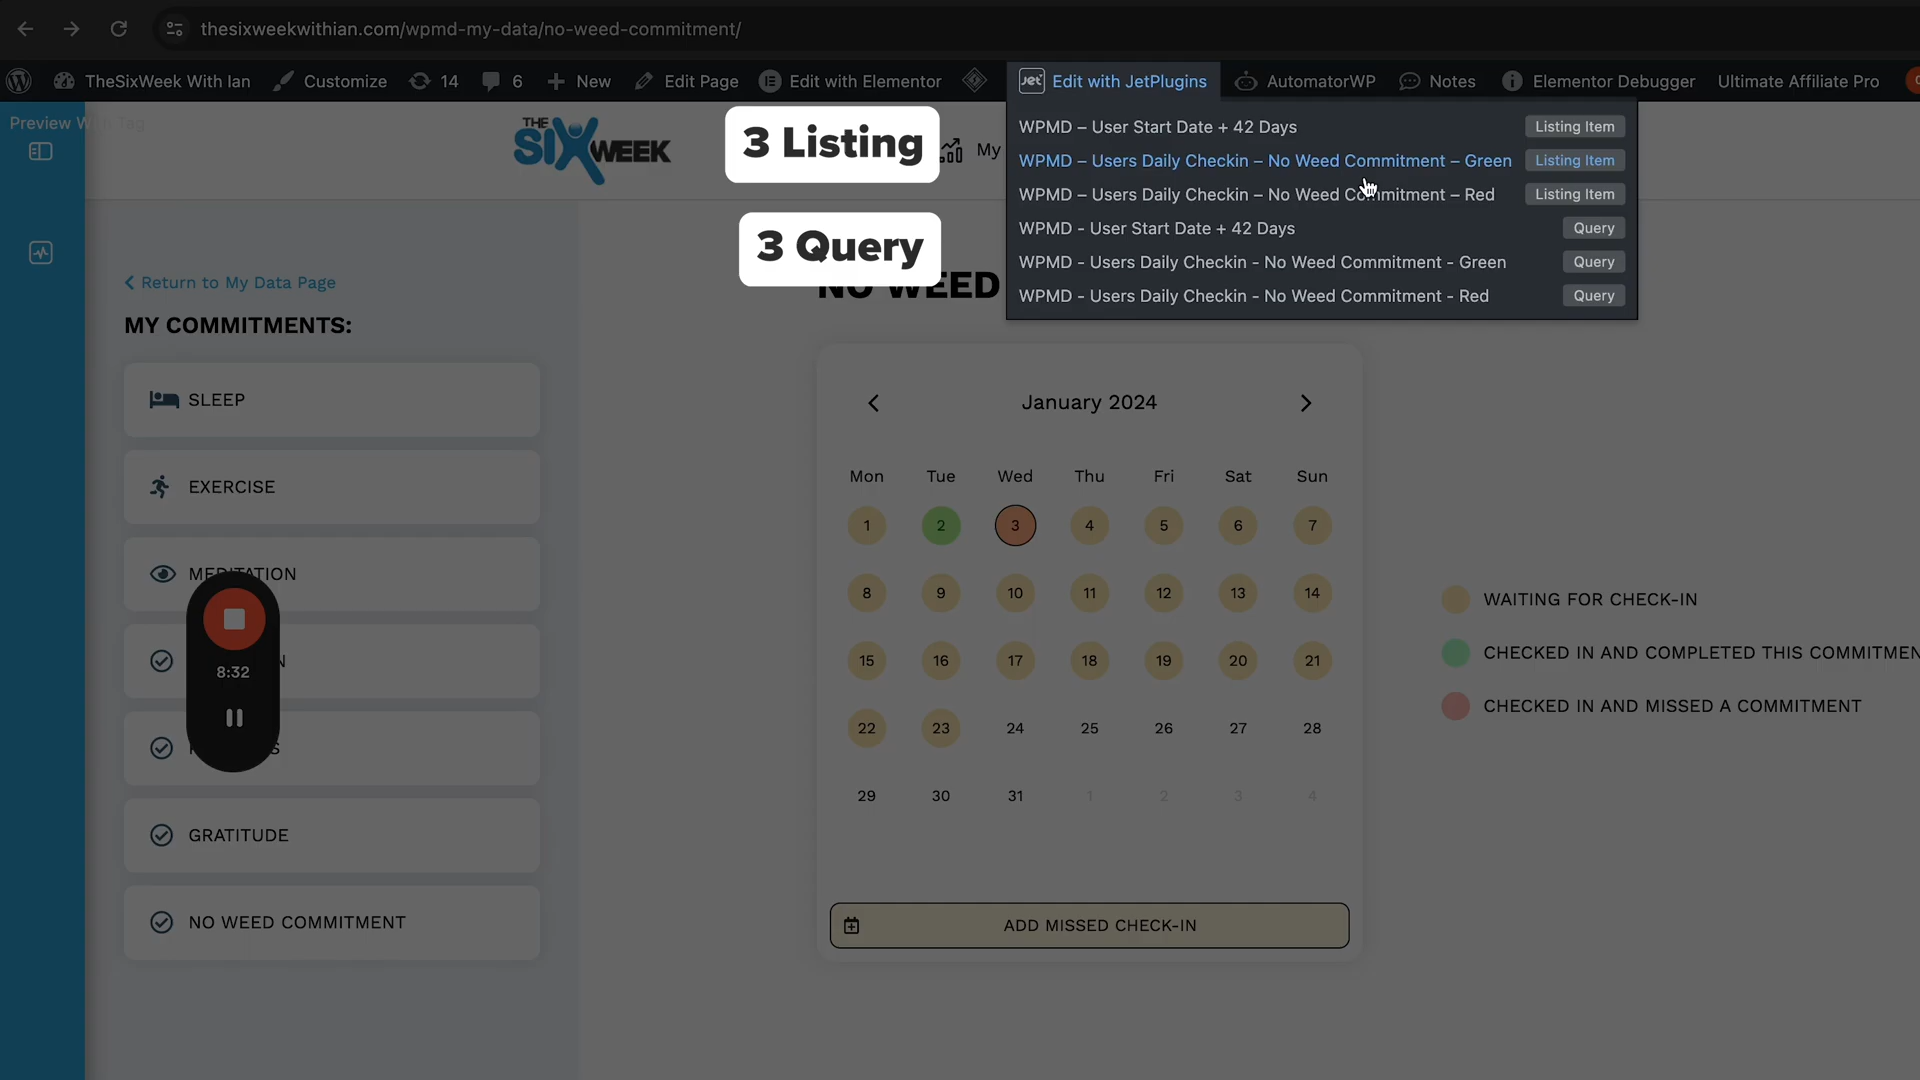 thesixweekwithian.com/wpmd-my-data/no-weed-commitment/
TheSixWeek With Ian
Customize
14
6
New
Edit Page
Edit with Elementor
Jet Edit with JetPlugins
AutomatorWP
Notes
Elementor Debugger
Ultimate Affiliate Pro
WPMD – User Start Date + 42 Days Listing Item
WPMD – Users Daily Checkin – No Weed Commitment – Green Listing Item
WPMD – Users Daily Checkin – No Weed Commitment – Red Listing Item
WPMD - User Start Date + 42 Days Query
WPMD - Users Daily Checkin - No Weed Commitment - Green Query
WPMD - Users Daily Checkin - No Weed Commitment - Red Query
Preview With Tag
THE
SIX WEEK
3 Listing
My
3 Query
NO WEED
Return to My Data Page
MY COMMITMENTS:
SLEEP
EXERCISE
MEDITATION
8:32
GRATITUDE
NO WEED COMMITMENT
January 2024
Mon Tue Wed Thu Fri Sat Sun
1 2 3 4 5 6 7
8 9 10 11 12 13 14
15 16 17 18 19 20 21
22 23 24 25 26 27 28
29 30 31 1 2 3 4
ADD MISSED CHECK-IN
WAITING FOR CHECK-IN
CHECKED IN AND COMPLETED THIS COMMITMEN
CHECKED IN AND MISSED A COMMITMENT